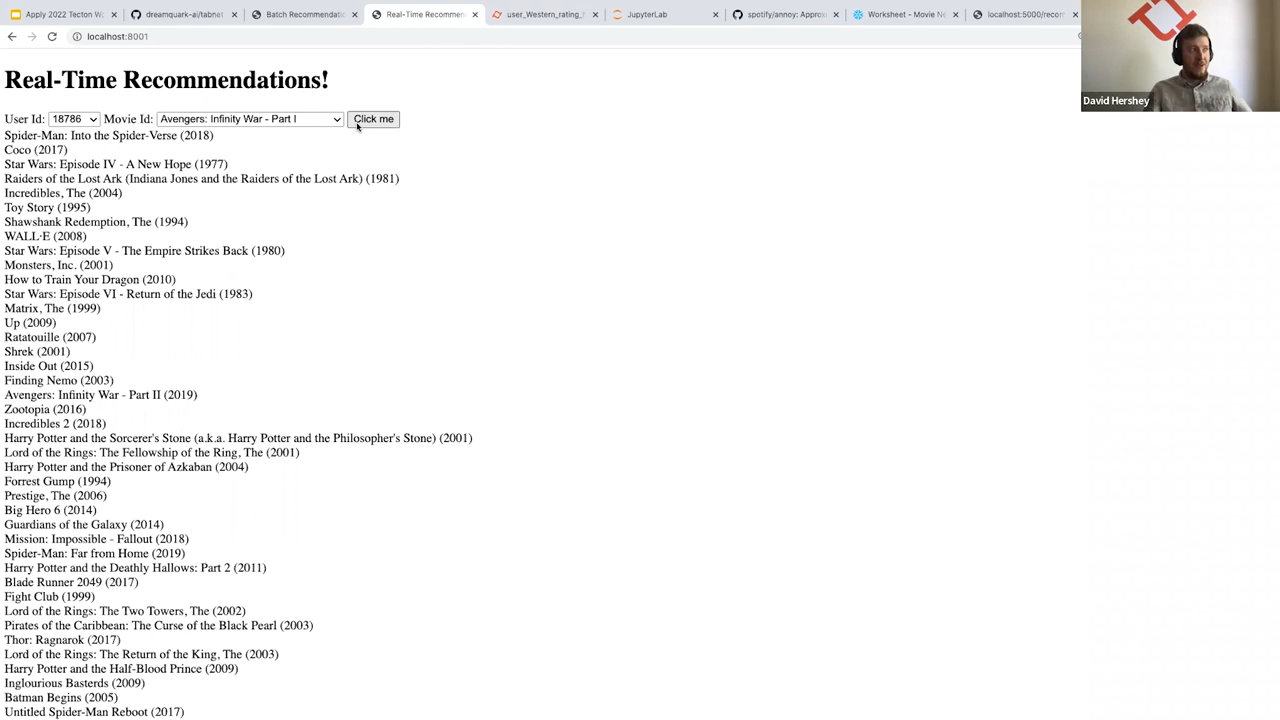 Apply 2022 Tecton Wo
dreamquark-ai/tabnet
Batch Recommendatio
Real-Time Recommen
user_Western_rating_
JupyterLab
spotify/annoy: Approx
Worksheet - Movie Ne
localhost:5000/recom
localhost:8001
Real-Time Recommendations!
User Id: 18786 Movie Id: Avengers: Infinity War - Part I Click me
Spider-Man: Into the Spider-Verse (2018)
Coco (2017)
Star Wars: Episode IV - A New Hope (1977)
Raiders of the Lost Ark (Indiana Jones and the Raiders of the Lost Ark) (1981)
Incredibles, The (2004)
Toy Story (1995)
Shawshank Redemption, The (1994)
WALL·E (2008)
Star Wars: Episode V - The Empire Strikes Back (1980)
Monsters, Inc. (2001)
How to Train Your Dragon (2010)
Star Wars: Episode VI - Return of the Jedi (1983)
Matrix, The (1999)
Up (2009)
Ratatouille (2007)
Shrek (2001)
Inside Out (2015)
Finding Nemo (2003)
Avengers: Infinity War - Part II (2019)
Zootopia (2016)
Incredibles 2 (2018)
Harry Potter and the Sorcerer's Stone (a.k.a. Harry Potter and the Philosopher's Stone) (2001)
Lord of the Rings: The Fellowship of the Ring, The (2001)
Harry Potter and the Prisoner of Azkaban (2004)
Forrest Gump (1994)
Prestige, The (2006)
Big Hero 6 (2014)
Guardians of the Galaxy (2014)
Mission: Impossible - Fallout (2018)
Spider-Man: Far from Home (2019)
Harry Potter and the Deathly Hallows: Part 2 (2011)
Blade Runner 2049 (2017)
Fight Club (1999)
Lord of the Rings: The Two Towers, The (2002)
Pirates of the Caribbean: The Curse of the Black Pearl (2003)
Thor: Ragnarok (2017)
Lord of the Rings: The Return of the King, The (2003)
Harry Potter and the Half-Blood Prince (2009)
Inglourious Basterds (2009)
Batman Begins (2005)
Untitled Spider-Man Reboot (2017)
David Hershey